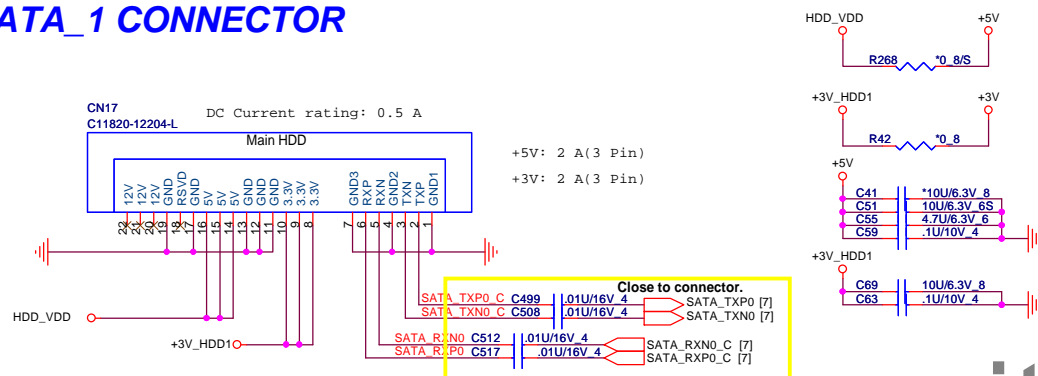 ATA_1 CONNECTOR
HDD_VDD +5V
R268 *0_8/S
+3V_HDD1 +3V
R42 *0_8
CN17
C11820-12204-L
DC Current rating: 0.5 A
Main HDD
+5V: 2 A(3 Pin)
+3V: 2 A(3 Pin)
12V 12V 12V GND RSVD GND 5V 5V 5V GND GND GND 3.3V 3.3V 3.3V GND3 RXP RXN GND2 TXN TXP GND1
22 21 20 19 18 17 16 15 14 13 12 11 10 9 8 7 6 5 4 3 2 1
+5V
C41 *10U/6.3V_8
C51 10U/6.3V_6S
C55 4.7U/6.3V_6
C59 .1U/10V_4
+3V_HDD1
C69 10U/6.3V_8
C63 .1U/10V_4
Close to connector.
SATA_TXP0_C C499 .01U/16V_4 SATA_TXP0 [7]
SATA_TXN0_C C508 .01U/16V_4 SATA_TXN0 [7]
HDD_VDD
SATA_RXN0 C512 .01U/16V_4 SATA_RXN0_C [7]
+3V_HDD1
SATA_RXP0 C517 .01U/16V_4 SATA_RXP0_C [7]